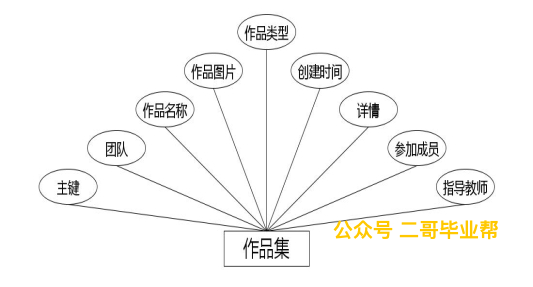 作品类型
作品图片
创建时间
作品名称
详情
团队
参加成员
主键
指导教师
公众号 二哥毕业帮
作品集